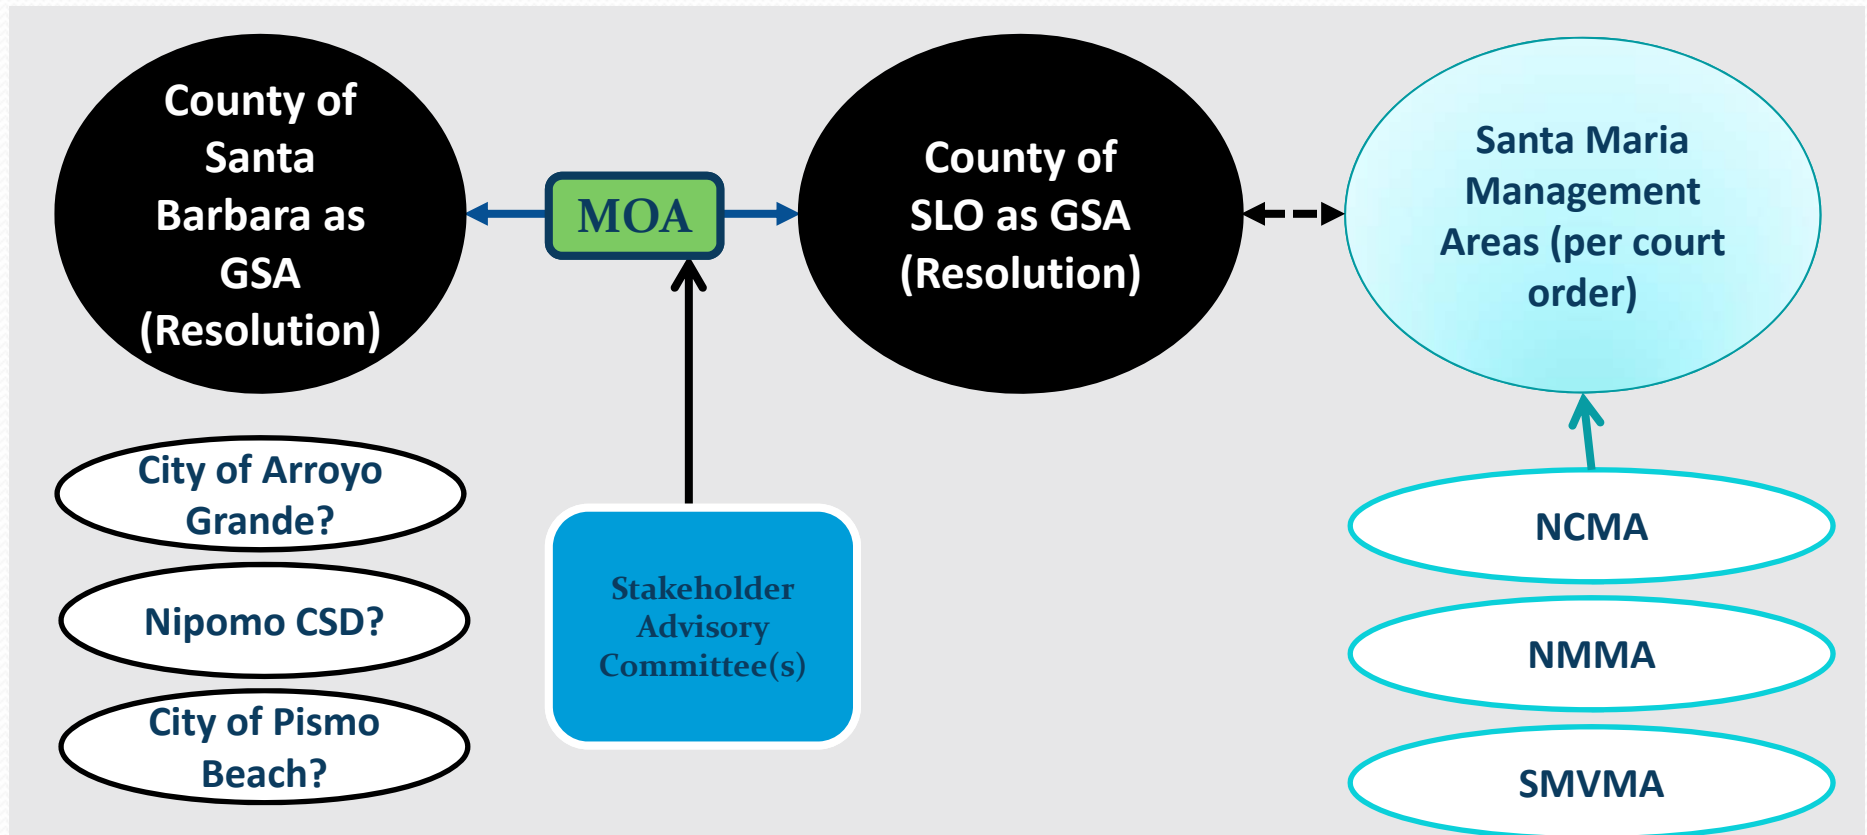 County of
Santa
Barbara as
GSA
(Resolution)
MOA
County of
SLO as GSA
(Resolution)
Santa Maria
Management
Areas (per court
order)
City of Arroyo
Grande?
Nipomo CSD?
City of Pismo
Beach?
Stakeholder
Advisory
Committee(s)
NCMA
NMMA
SMVMA